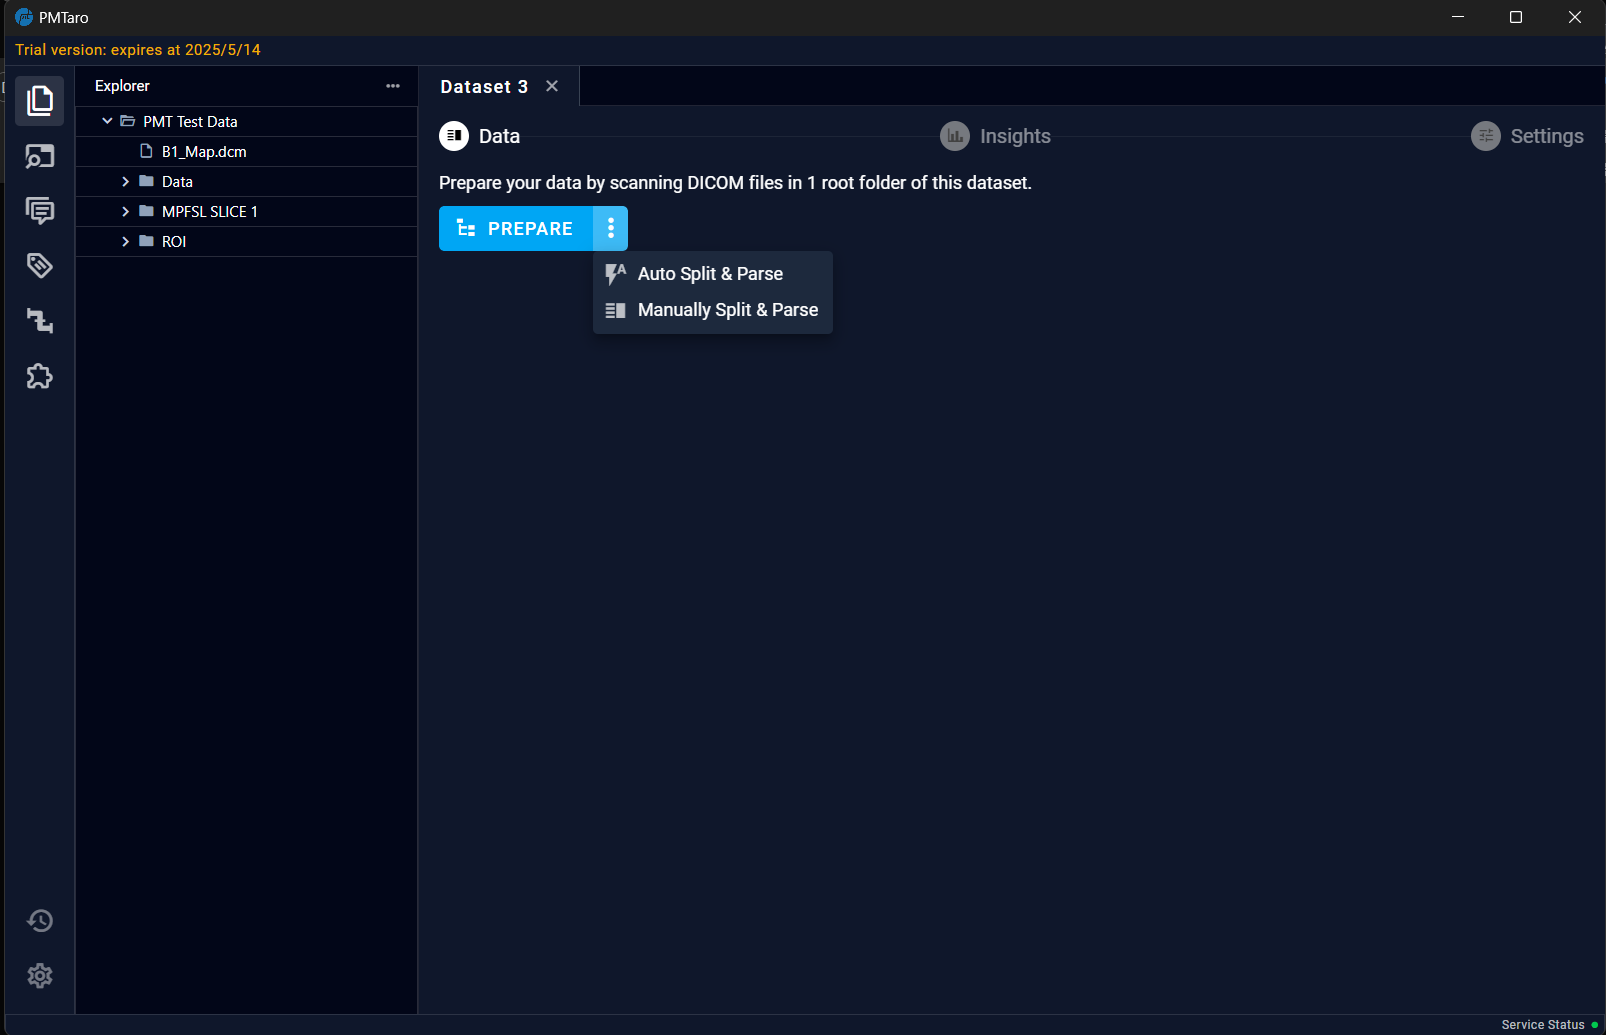 PMTaro
Trial version: expires at 2025/5/14
Explorer
PMT Test Data
B1_Map.dcm
Data
MPFSL SLICE 1
ROI
Dataset 3
Data
Insights
Settings
Prepare your data by scanning DICOM files in 1 root folder of this dataset.
PREPARE
Auto Split & Parse
Manually Split & Parse
Service Status